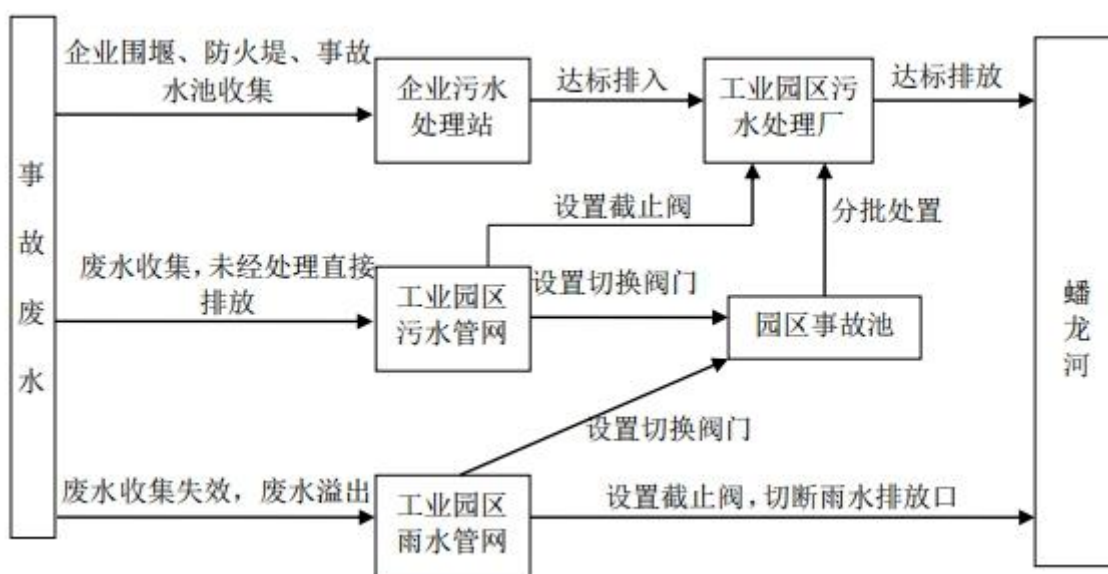 事故废水
企业围堰、防火堤、事故
水池收集
企业污水
处理站
达标排入
工业园区污
水处理厂
达标排放
设置截止阀
分批处置
废水收集，未经处理直接
排放
工业园区
污水管网
设置切换阀门
园区事故池
蟠龙河
设置切换阀门
废水收集失效，废水溢出
工业园区
雨水管网
设置截止阀，切断雨水排放口